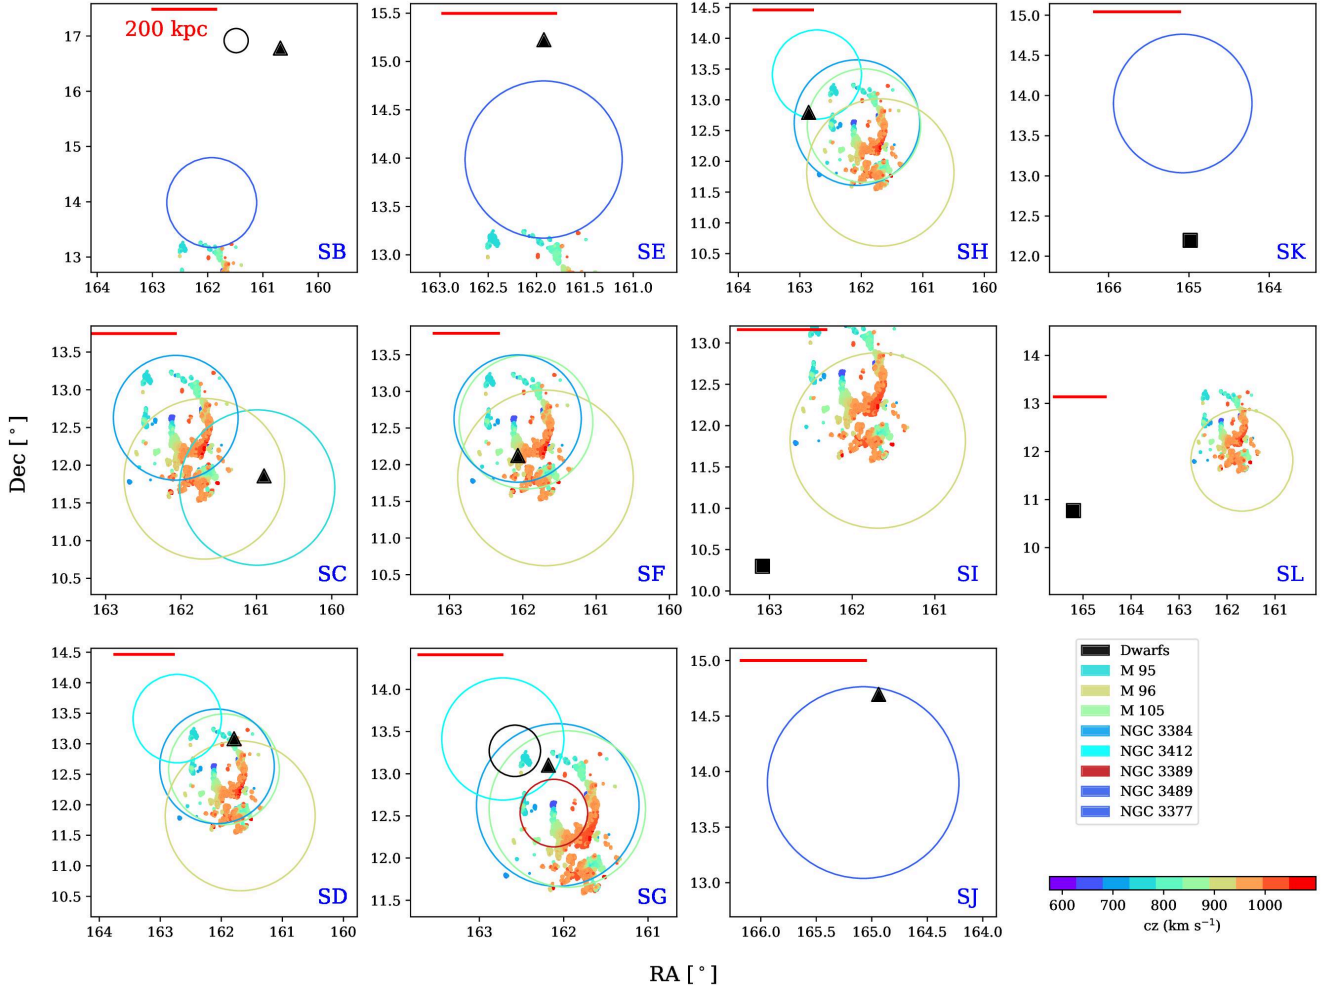 200 kpc
17
16
15
14
13
164 163 162 161 160
SB
15.5
15.0
14.5
14.0
13.5
13.0
163.0 162.5 162.0 161.5 161.0
SE
14.5
14.0
13.5
13.0
12.5
12.0
11.5
11.0
10.5
164 163 162 161 160
SH
15.0
14.5
14.0
13.5
13.0
12.5
12.0
166 165 164
SK
13.5
13.0
12.5
12.0
11.5
11.0
10.5
163 162 161 160
SC
13.5
13.0
12.5
12.0
11.5
11.0
10.5
163 162 161 160
SF
13.0
12.5
12.0
11.5
11.0
10.5
10.0
163 162 161
SI
14
13
12
11
10
165 164 163 162 161
SL
14.5
14.0
13.5
13.0
12.5
12.0
11.5
11.0
10.5
164 163 162 161 160
SD
14.0
13.5
13.0
12.5
12.0
11.5
163 162 161
SG
15.0
14.5
14.0
13.5
13.0
166.0 165.5 165.0 164.5 164.0
SJ
Dwarfs
M 95
M 96
M 105
NGC 3384
NGC 3412
NGC 3389
NGC 3489
NGC 3377
600 700 800 900 1000
cz (km s⁻¹)
Dec [°]
RA [°]